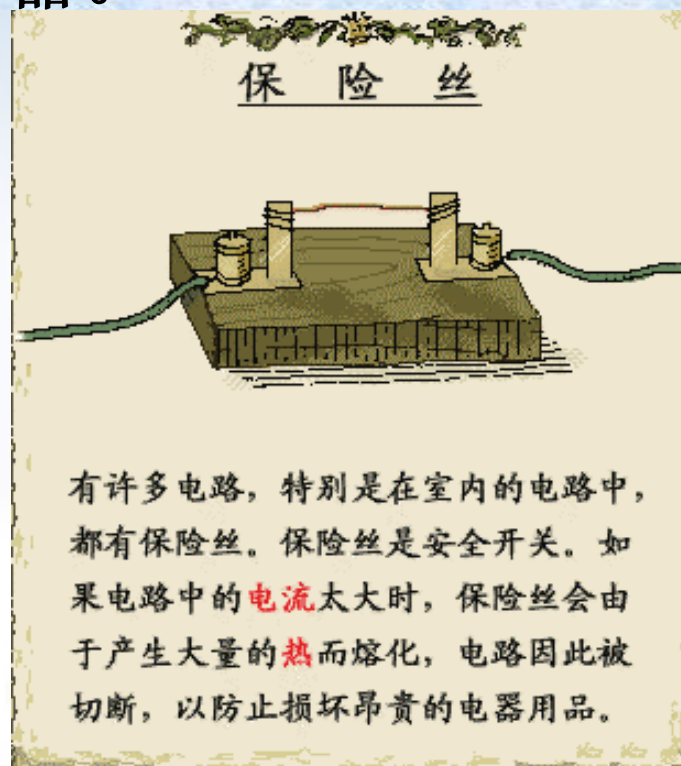 保 险 丝
有许多电路，特别是在室内的电路中，
都有保险丝。保险丝是安全开关。如
果电路中的电流太大时，保险丝会由
于产生大量的热而熔化，电路因此被
切断，以防止损坏昂贵的电器用品。